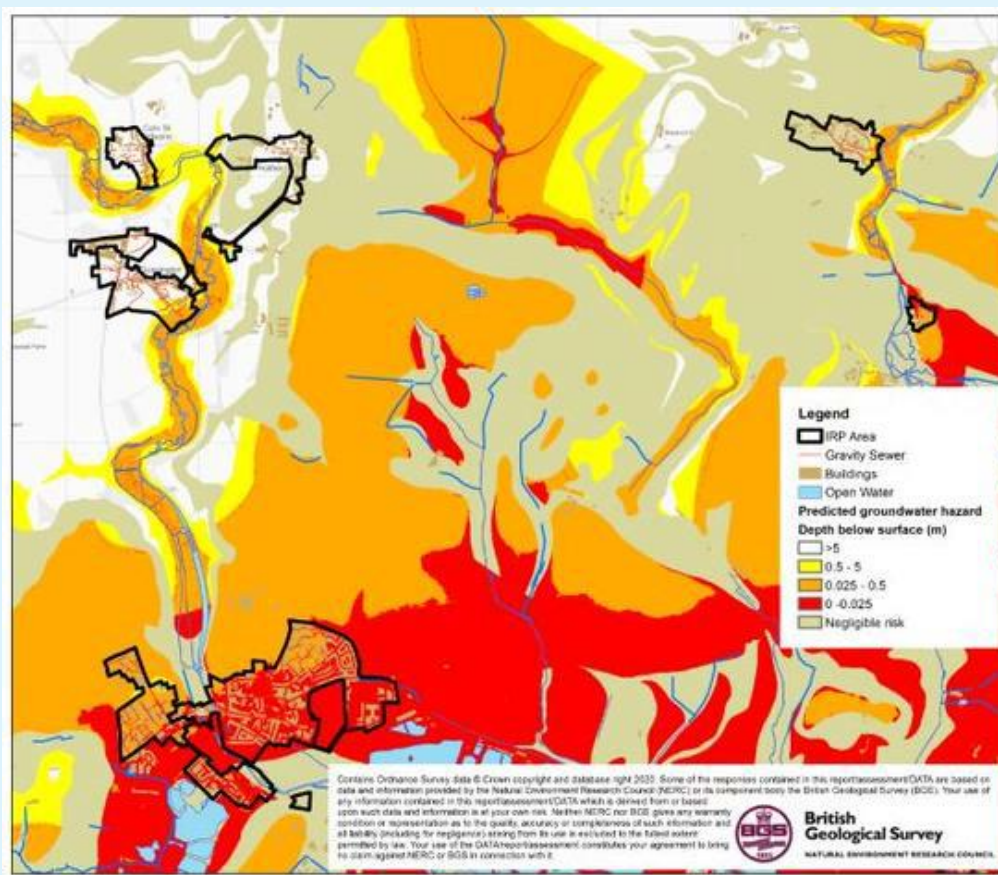 Legend
IRP Area
Gravity Sewer
Buildings
Open Water
Predicted groundwater hazard
Depth below surface (m)
>5
0.5 - 5
0.025 - 0.5
0 -0.025
Negligible risk
Contains Ordnance Survey data © Crown copyright and database right 2020. Some of the responses contained in this report/assessment/DATA are based on
data and information provided by the Natural Environment Research Council (NERC) or its component body the British Geological Survey (BGS). Your use of
any information contained in this report/assessment/DATA which is derived from or based
upon such data and information is at your own risk. Neither NERC nor BGS gives any warranty
condition or representation as to the quality, accuracy or completeness of such information and
all liability (including for negligence) arising from its use is excluded to the fullest extent
permitted by law. Your use of the DATA/report/assessment constitutes your agreement to bring
no claim against NERC or BGS in connection with it.
BGS
British
Geological Survey
NATURAL ENVIRONMENT RESEARCH COUNCIL